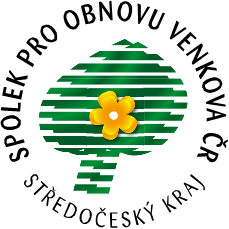 SPOLEK PRO OBNOVU VENKOVA ČR
STŘEDOČESKÝ KRAJ